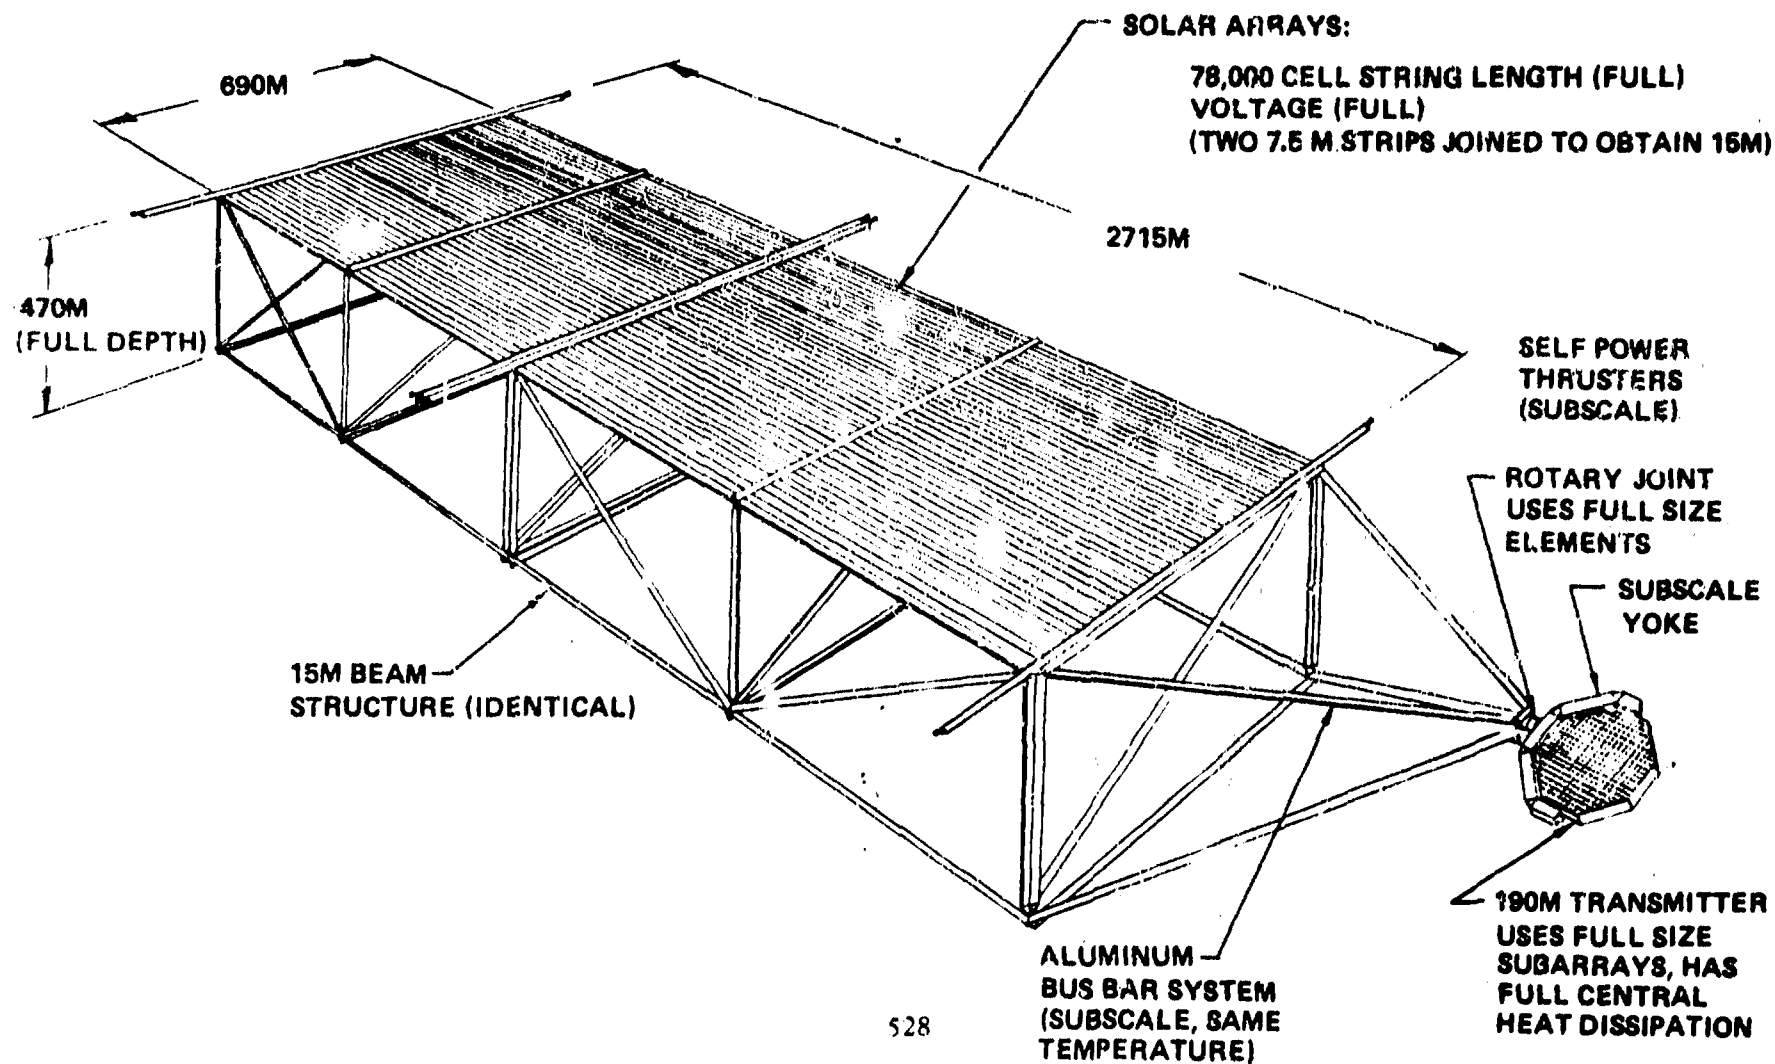 SOLAR ARRAYS:
78,000 CELL STRING LENGTH (FULL)
VOLTAGE (FULL)
(TWO 7.5 M STRIPS JOINED TO OBTAIN 15M)
690M
2715M
470M
(FULL DEPTH)
SELF POWER
THRUSTERS
(SUBSCALE)
ROTARY JOINT
USES FULL SIZE
ELEMENTS
SUBSCALE
YOKE
15M BEAM
STRUCTURE (IDENTICAL)
190M TRANSMITTER
USES FULL SIZE
SUBARRAYS, HAS
FULL CENTRAL
HEAT DISSIPATION
ALUMINUM
BUS BAR SYSTEM
(SUBSCALE, SAME
TEMPERATURE)
528